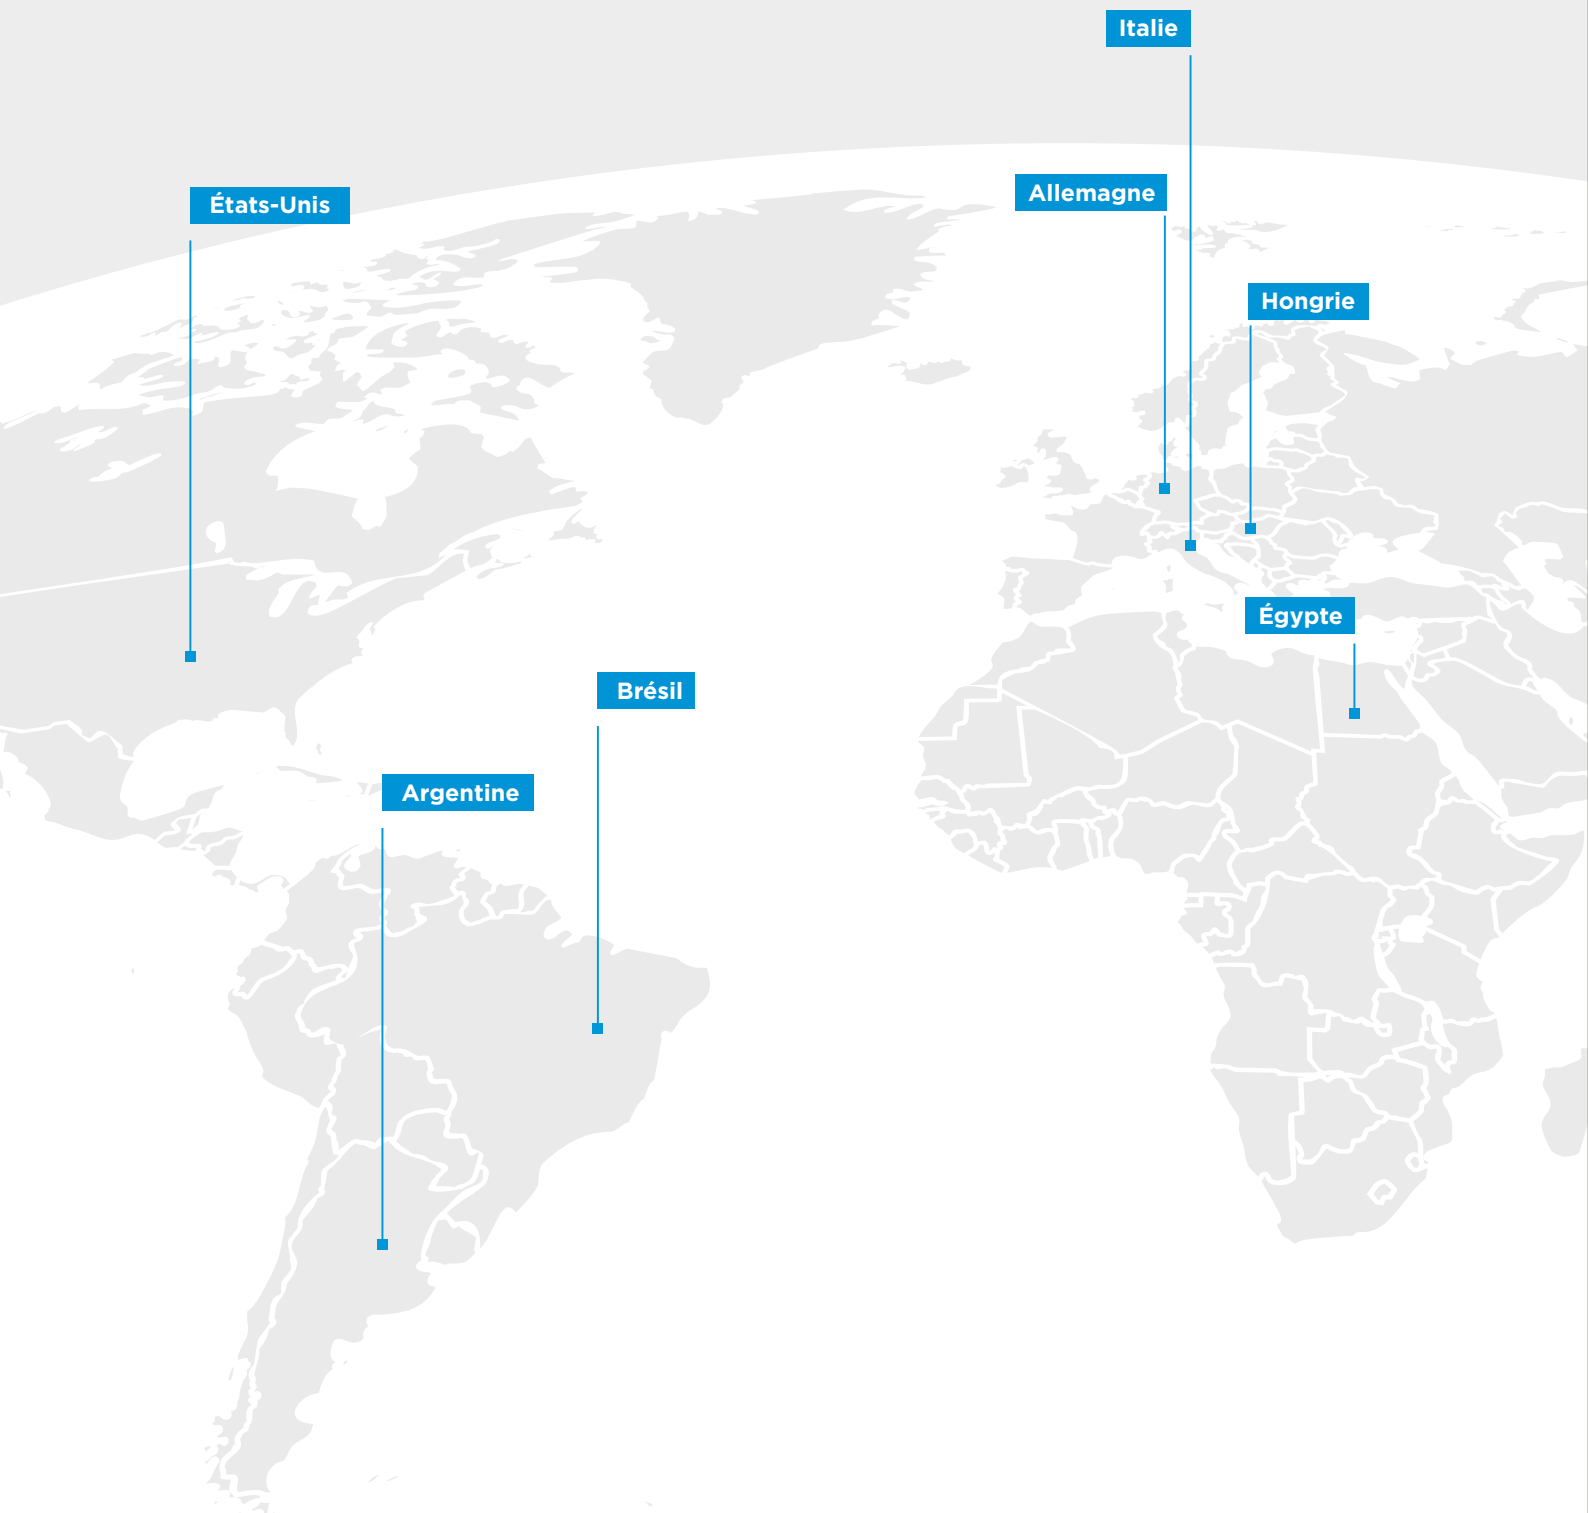 Italie
Allemagne
États-Unis
Hongrie
Égypte
Brésil
Argentine